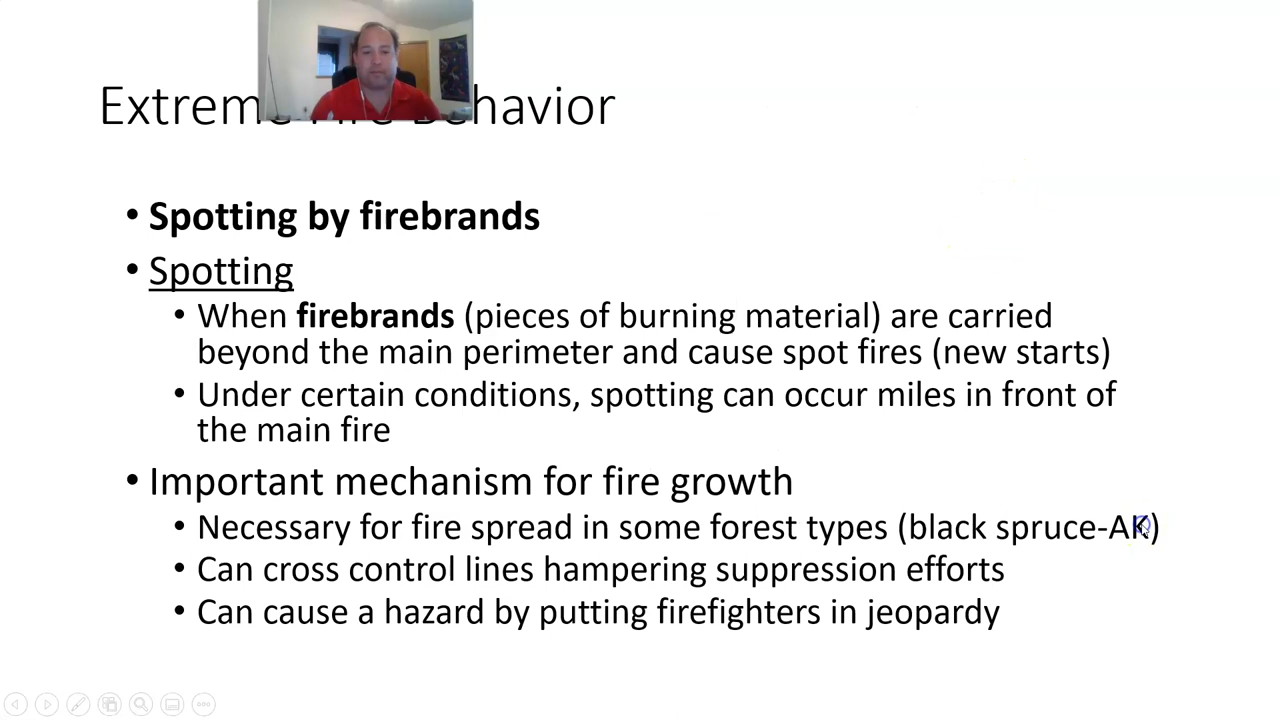 Extrem Fire Behavior
• Spotting by firebrands
• Spotting
• When firebrands (pieces of burning material) are carried
beyond the main perimeter and cause spot fires (new starts)
• Under certain conditions, spotting can occur miles in front of
the main fire
• Important mechanism for fire growth
• Necessary for fire spread in some forest types (black spruce-AK)
• Can cross control lines hampering suppression efforts
• Can cause a hazard by putting firefighters in jeopardy